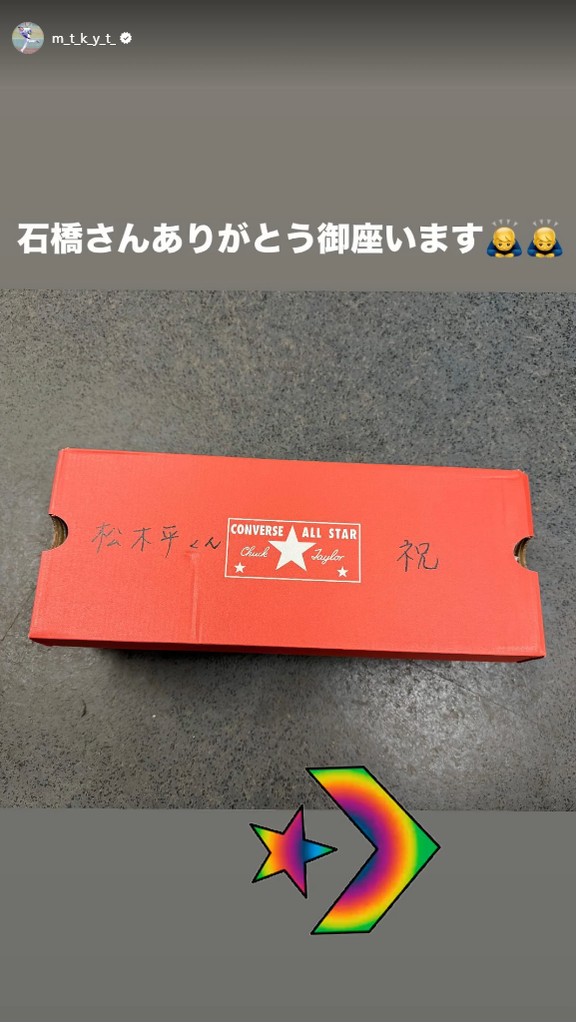 m_t_k_y_t_
石橋さんありがとう御座います🙇🙇
松木平くん
CONVERSE ALL STAR
Chuck Taylor
祝